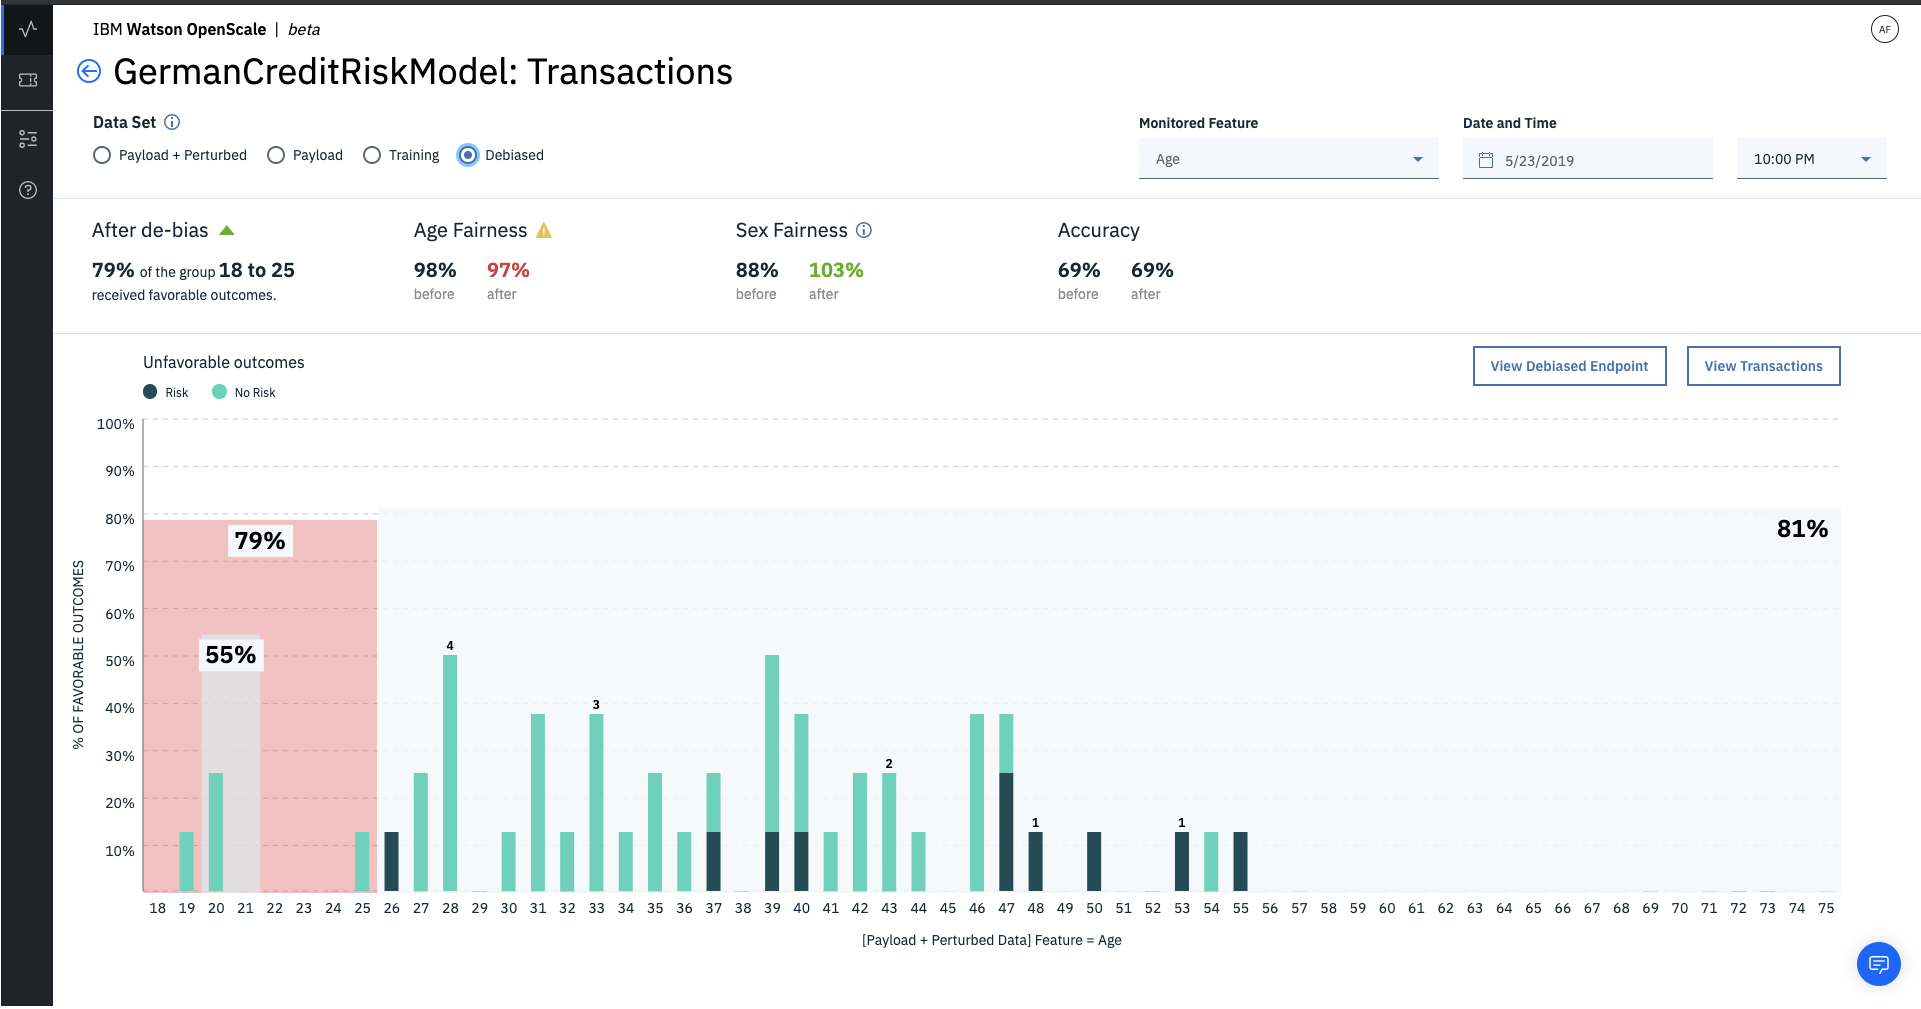 IBM Watson OpenScale | beta
AF
GermanCreditRiskModel: Transactions
Data Set
Payload + Perturbed Payload Training Debiased
Monitored Feature
Age
Date and Time
5/23/2019
10:00 PM
After de-bias
79% of the group 18 to 25
received favorable outcomes.
Age Fairness
98% 97%
before after
Sex Fairness
88% 103%
before after
Accuracy
69% 69%
before after
Unfavorable outcomes
Risk No Risk
View Debiased Endpoint
View Transactions
% OF FAVORABLE OUTCOMES
100%
90%
80%
70%
60%
50%
40%
30%
20%
10%
79%
81%
55%
4
3
2
1
1
18 19 20 21 22 23 24 25 26 27 28 29 30 31 32 33 34 35 36 37 38 39 40 41 42 43 44 45 46 47 48 49 50 51 52 53 54 55 56 57 58 59 60 61 62 63 64 65 66 67 68 69 70 71 72 73 74 75
[Payload + Perturbed Data] Feature = Age